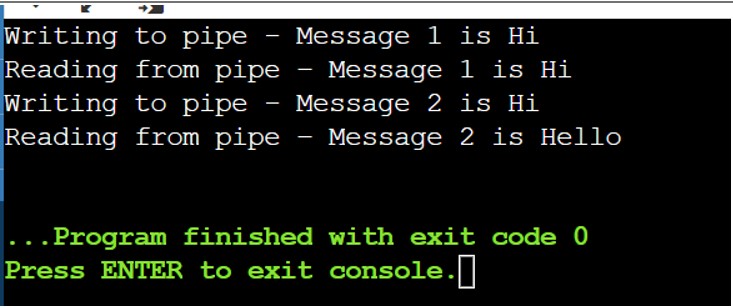 Writing to pipe - Message 1 is Hi
Reading from pipe – Message 1 is Hi
Writing to pipe - Message 2 is Hi
Reading from pipe – Message 2 is Hello
...Program finished with exit code 0
Press ENTER to exit console.